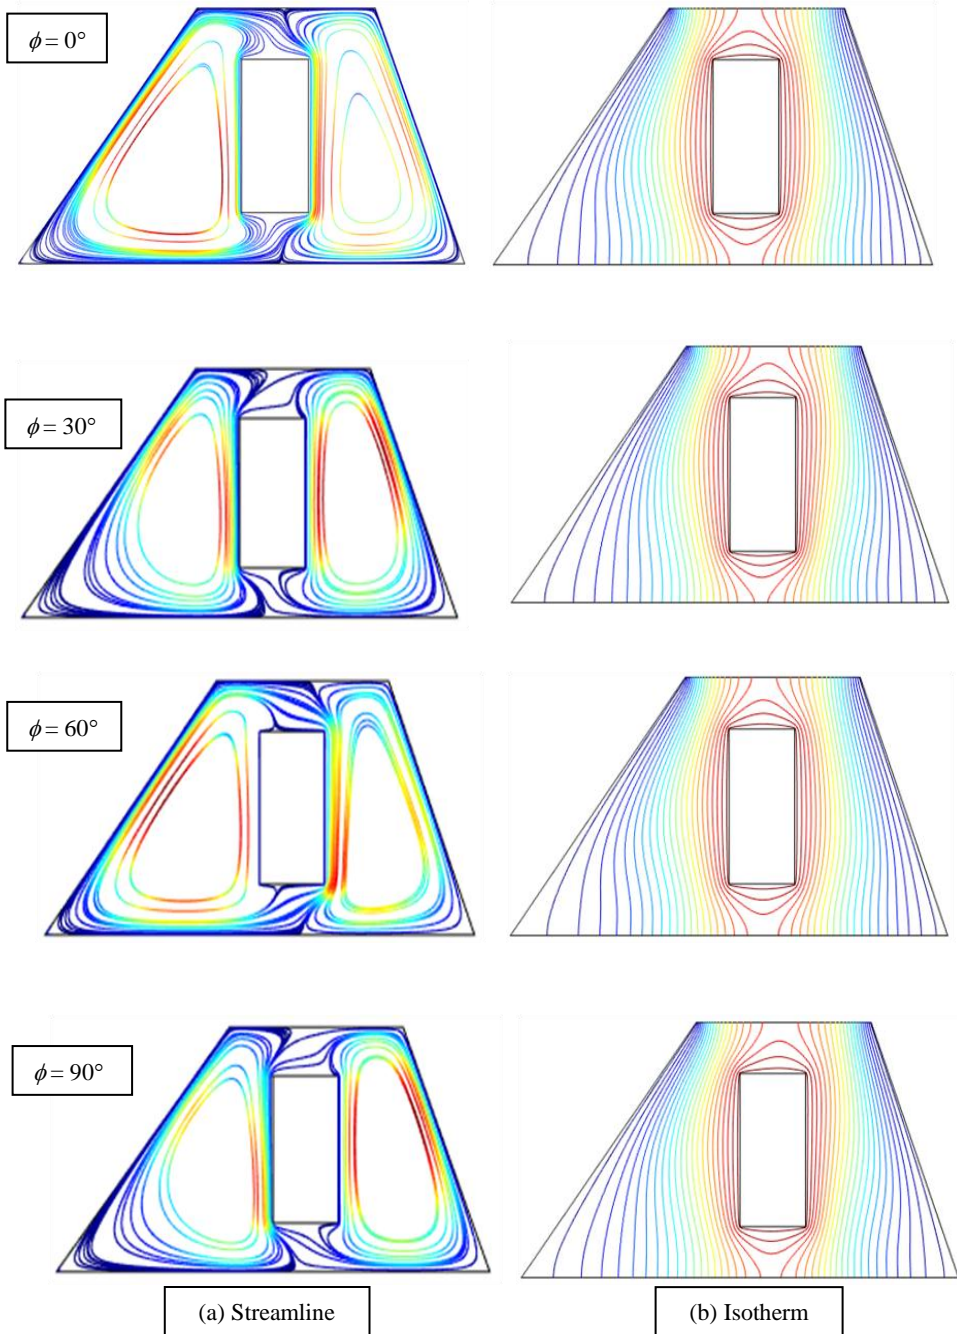 ϕ = 0°
ϕ = 30°
ϕ = 60°
ϕ = 90°
(a) Streamline
(b) Isotherm